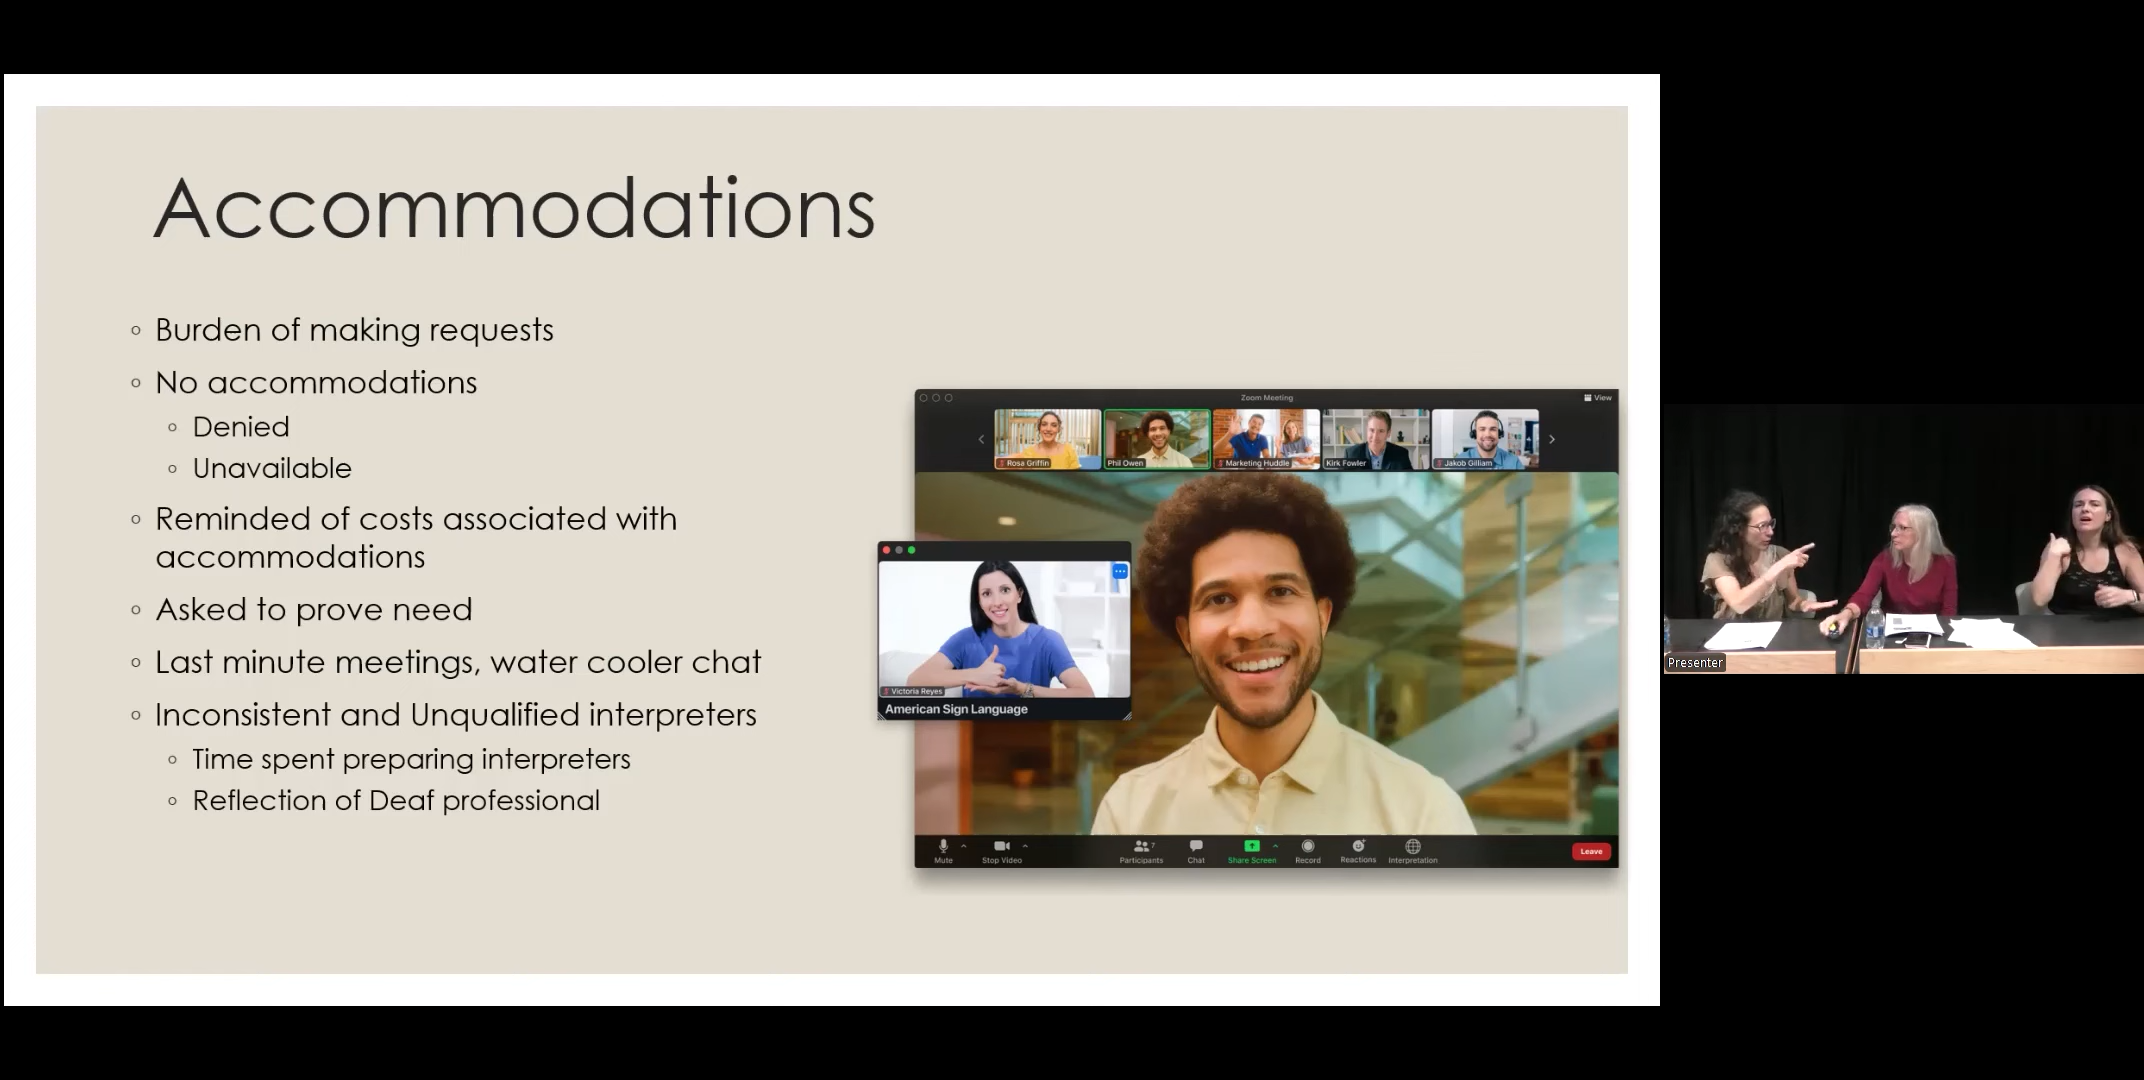 Accommodations
◦ Burden of making requests
◦ No accommodations
◦ Denied
◦ Unavailable
◦ Reminded of costs associated with
accommodations
◦ Asked to prove need
◦ Last minute meetings, water cooler chat
◦ Inconsistent and Unqualified interpreters
◦ Time spent preparing interpreters
◦ Reflection of Deaf professional
Zoom Meeting
View
Rosa Griffin
Phil Owen
Marketing Huddle
Kirk Fowler
Jakob Gilliam
Victoria Reyes
American Sign Language
Mute
Stop Video
7
Participants
Chat
Share Screen
Record
Reactions
Interpretation
Leave
Presenter